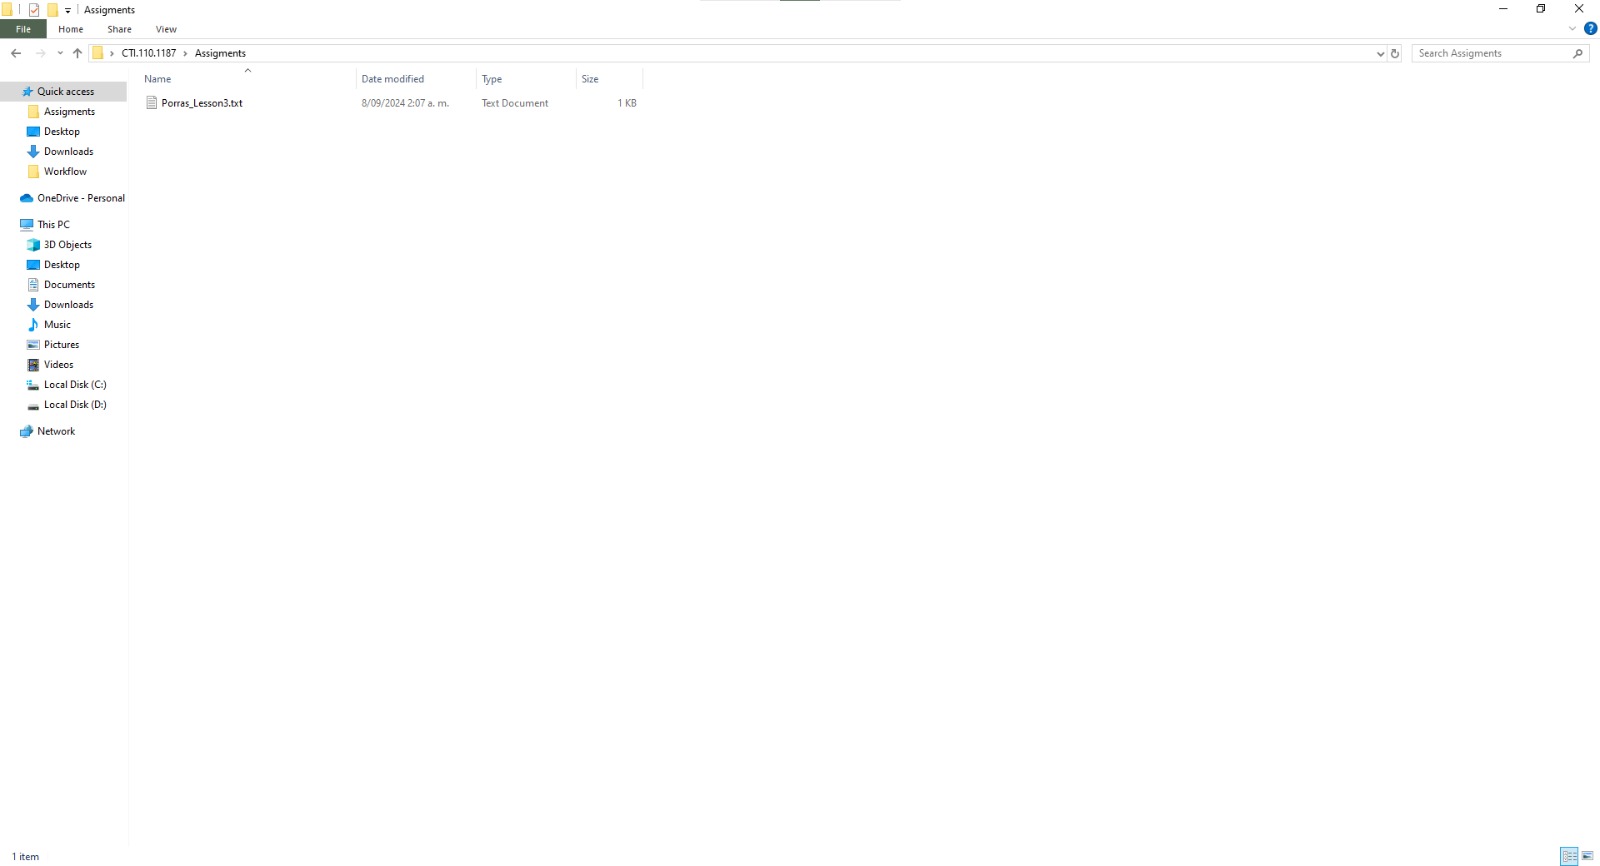 Assigments
File Home Share View
CTI.110.1187 Assigments Search Assigments
Name Date modified Type Size
Porras_Lesson3.txt 8/09/2024 2:07 a. m. Text Document 1 KB
Quick access
Assigments
Desktop
Downloads
Workflow
OneDrive - Personal
This PC
3D Objects
Desktop
Documents
Downloads
Music
Pictures
Videos
Local Disk (C:)
Local Disk (D:)
Network
1 item